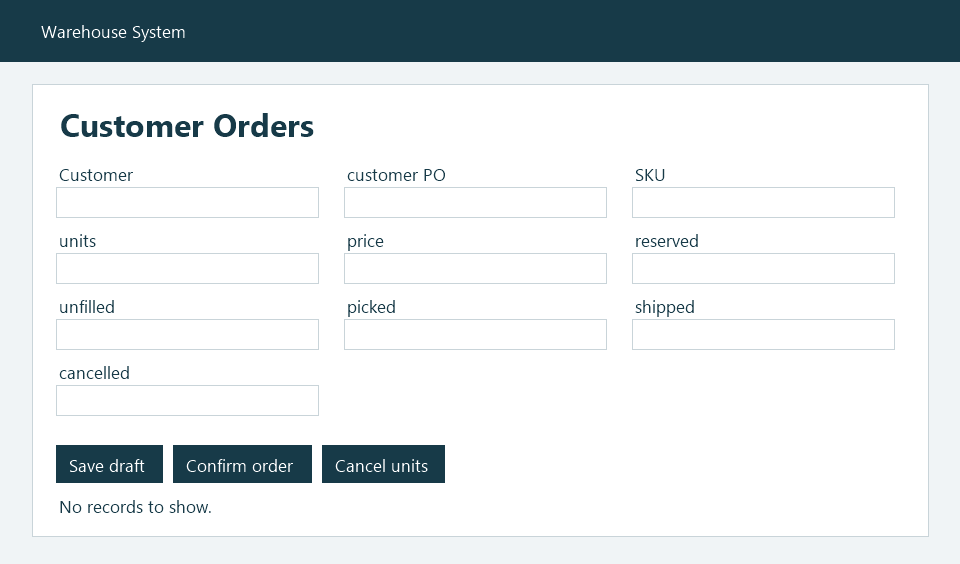 Warehouse System
Customer Orders
Customer customer PO SKU
units price reserved
unfilled picked shipped
cancelled
Save draft Confirm order Cancel units
No records to show.